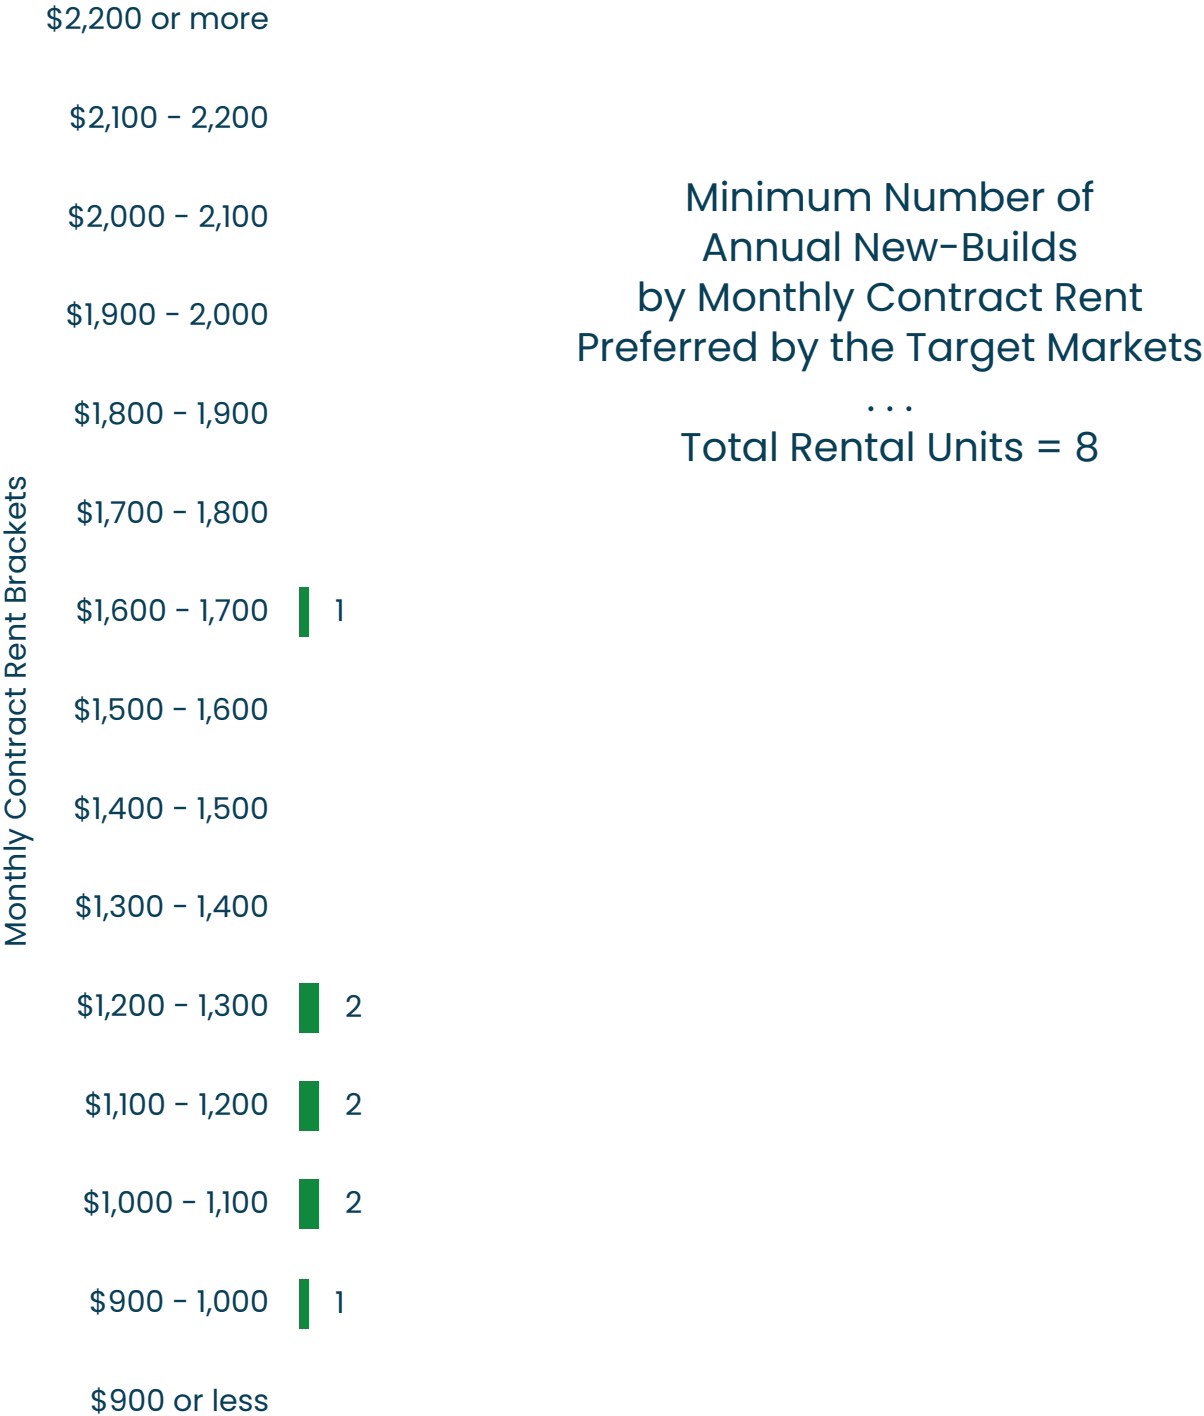 $2,200 or more
$2,100 - 2,200
$2,000 - 2,100
$1,900 - 2,000
$1,800 - 1,900
$1,700 - 1,800
$1,600 - 1,700 1
$1,500 - 1,600
$1,400 - 1,500
$1,300 - 1,400
$1,200 - 1,300 2
$1,100 - 1,200 2
$1,000 - 1,100 2
$900 - 1,000 1
$900 or less
Monthly Contract Rent Brackets
Minimum Number of
Annual New-Builds
by Monthly Contract Rent
Preferred by the Target Markets
. . .
Total Rental Units = 8